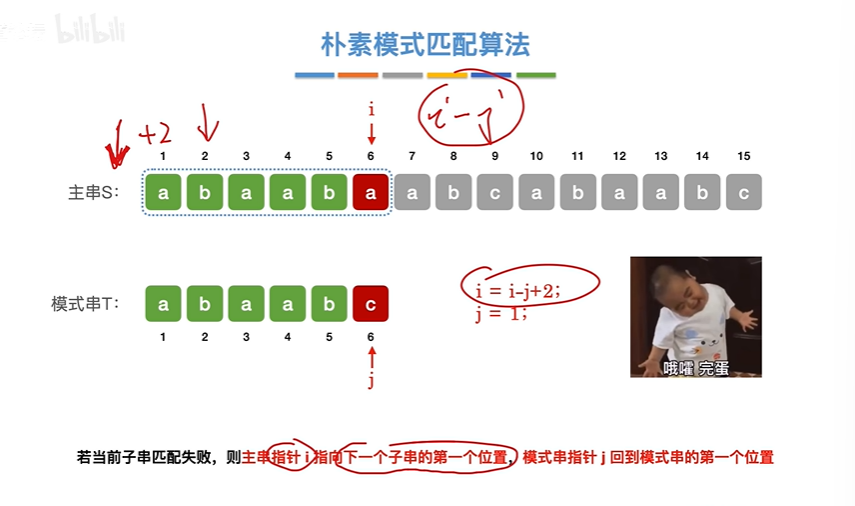 bilibili
朴素模式匹配算法
+2
i-j
i
1 2 3 4 5 6 7 8 9 10 11 12 13 14 15
主串S: a b a a b a a b c a b a a b c
模式串T: a b a a b c
1 2 3 4 5 6
j
i = i-j+2;
j = 1;
哦嚯 完蛋
若当前子串匹配失败，则主串指针 i 指向下一个子串的第一个位置，模式串指针 j 回到模式串的第一个位置